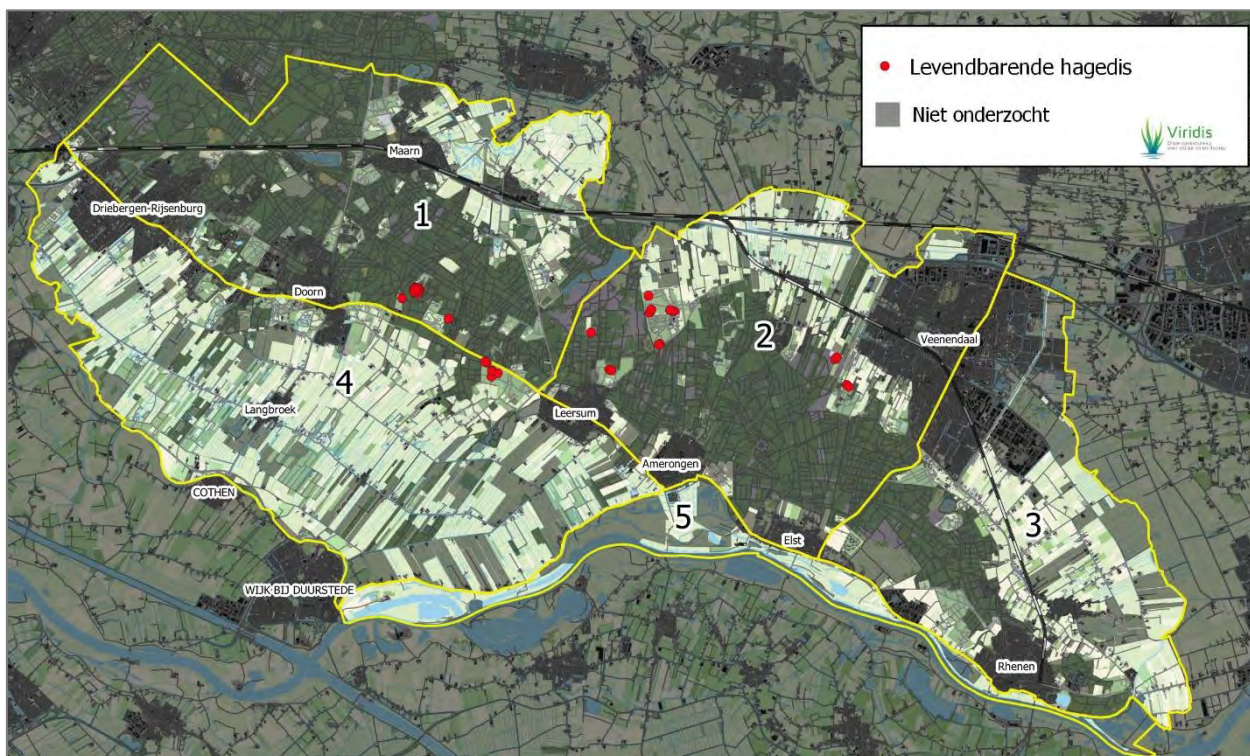 Levendbarende hagedis
Niet onderzocht
Viridis
Maarn
1
Driebergen-Rijsenburg
Doorn
2
Veenendaal
4
Langbroek
Leersum
Amerongen
COTHEN
5
3
Elst
WIJK BIJ DUURSTEDE
Rhenen